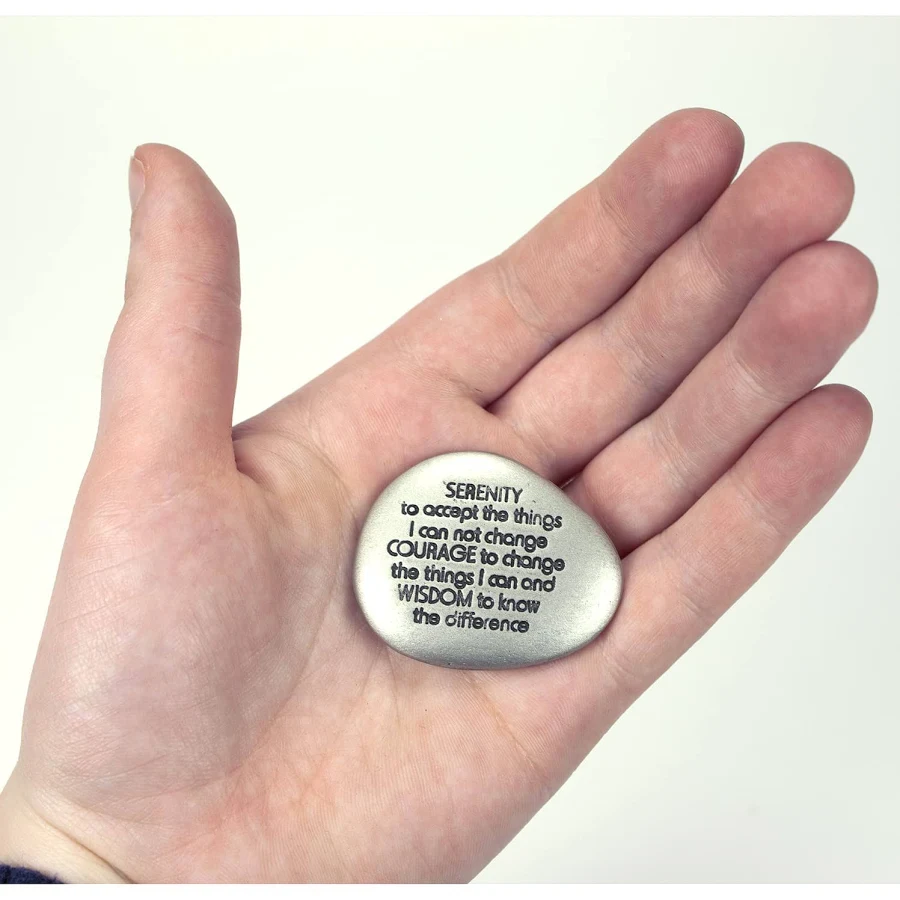 SERENITY
to accept the things
I can not change
COURAGE to change
the things I can and
WISDOM to know
the difference